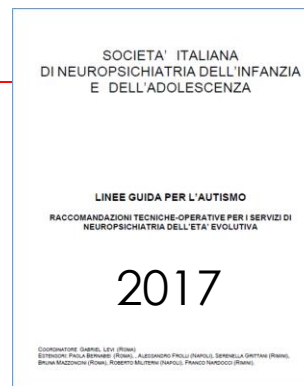 SOCIETA' ITALIANA
DI NEUROPSICHIATRIA DELL'INFANZIA
E DELL'ADOLESCENZA
LINEE GUIDA PER L'AUTISMO
RACCOMANDAZIONI TECNICHE-OPERATIVE PER I SERVIZI DI
NEUROPSICHIATRIA DELL'ETA' EVOLUTIVA
2017
COORDINATORE: GABRIEL LEVI (ROMA)
ESTENSORI: PAOLA BERNABEI (ROMA), , ALESSANDRO FROLLI (NAPOLI), SERENELLA GRITTANI (RIMINI),
BRUNA MAZZONCINI (ROMA), ROBERTO MILITERNI (NAPOLI), FRANCO NARDOCCI (RIMINI).